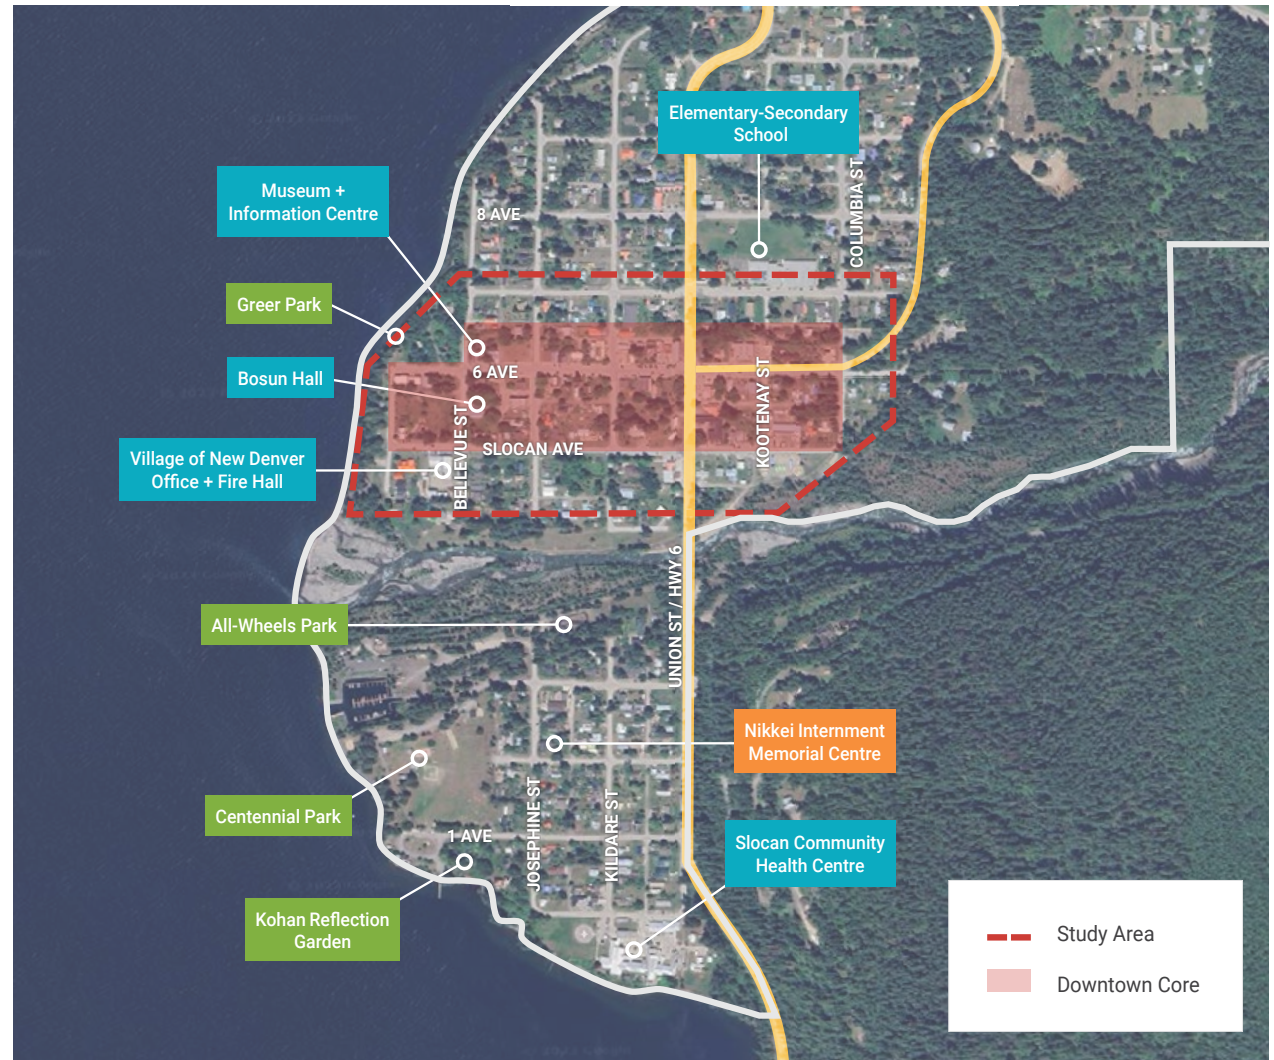 Elementary-Secondary
School
COLUMBIA ST
Museum +
Information Centre
8 AVE
Greer Park
6 AVE
Bosun Hall
KOOTENAY ST
BELLEVUE ST
SLOCAN AVE
Village of New Denver
Office + Fire Hall
UNION ST / HWY 6
All-Wheels Park
Nikkei Internment
Memorial Centre
Centennial Park
JOSEPHINE ST
KILDARE ST
1 AVE
Slocan Community
Health Centre
Kohan Reflection
Garden
Study Area
Downtown Core